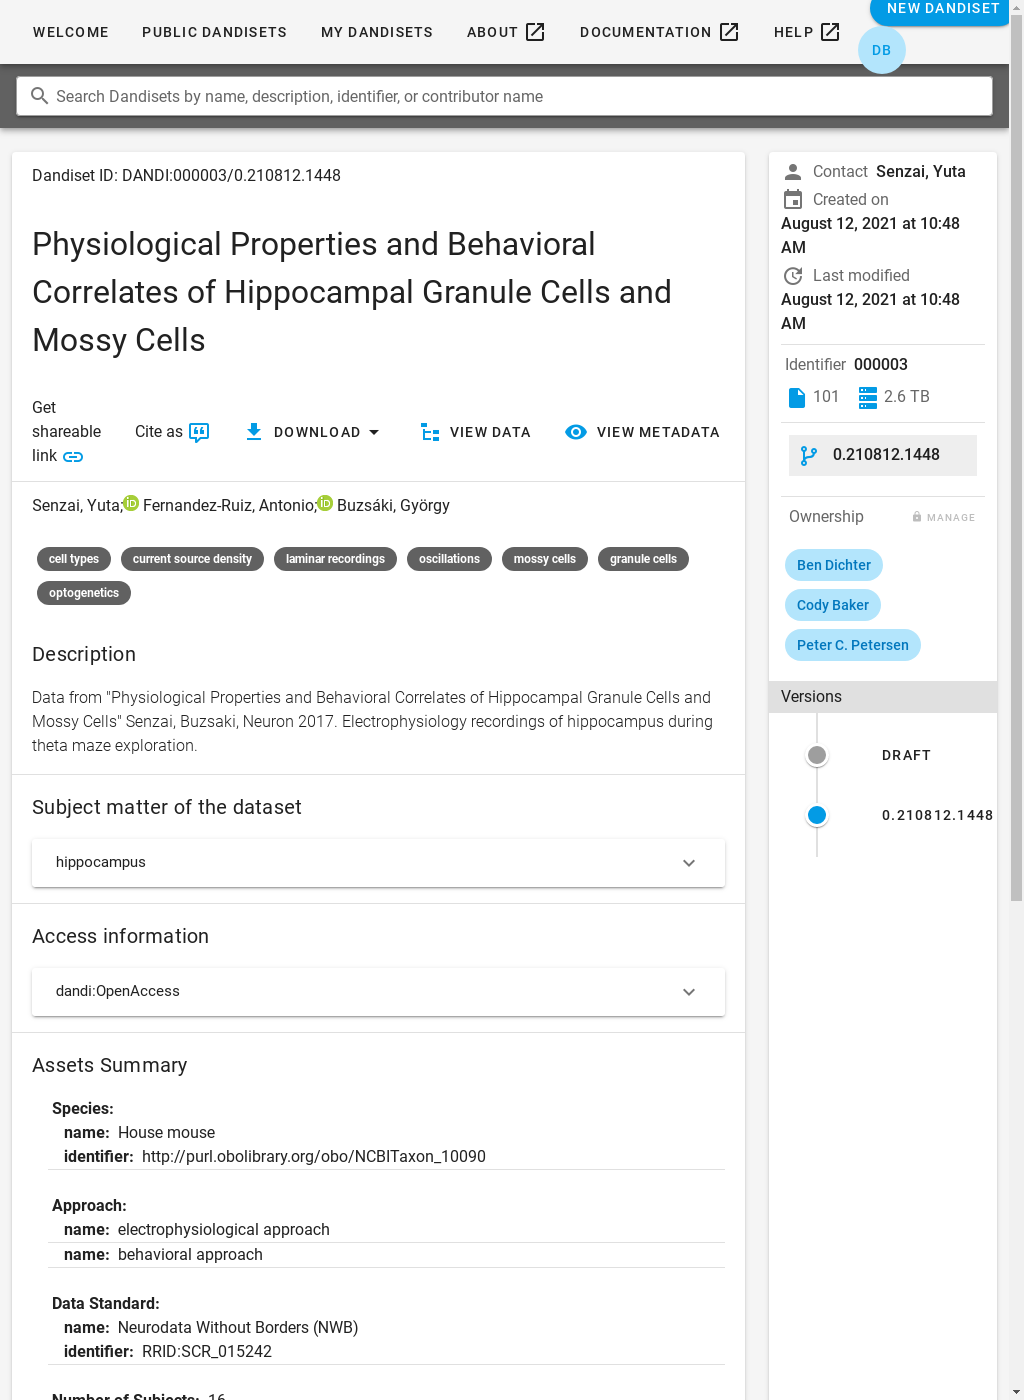 WELCOME
PUBLIC DANDISETS
MY DANDISETS
ABOUT
DOCUMENTATION
HELP
NEW DANDISET
DB
Search Dandisets by name, description, identifier, or contributor name
Dandiset ID: DANDI:000003/0.210812.1448
Physiological Properties and Behavioral
Correlates of Hippocampal Granule Cells and
Mossy Cells
Get
shareable
link
Cite as
DOWNLOAD
VIEW DATA
VIEW METADATA
Senzai, Yuta; iD Fernandez-Ruiz, Antonio; iD Buzsáki, György
cell types
current source density
laminar recordings
oscillations
mossy cells
granule cells
optogenetics
Description
Data from "Physiological Properties and Behavioral Correlates of Hippocampal Granule Cells and
Mossy Cells" Senzai, Buzsaki, Neuron 2017. Electrophysiology recordings of hippocampus during
theta maze exploration.
Subject matter of the dataset
hippocampus
Access information
dandi:OpenAccess
Assets Summary
Species:
name: House mouse
identifier: http://purl.obolibrary.org/obo/NCBITaxon_10090
Approach:
name: electrophysiological approach
name: behavioral approach
Data Standard:
name: Neurodata Without Borders (NWB)
identifier: RRID:SCR_015242
Number of Subjects: 16
Contact Senzai, Yuta
Created on
August 12, 2021 at 10:48
AM
Last modified
August 12, 2021 at 10:48
AM
Identifier 000003
101
2.6 TB
0.210812.1448
Ownership
MANAGE
Ben Dichter
Cody Baker
Peter C. Petersen
Versions
DRAFT
0.210812.1448